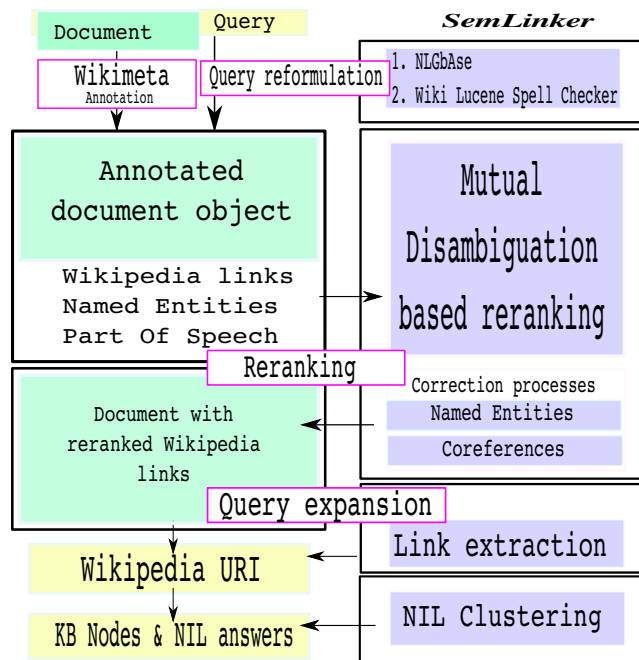 Document
Query
SemLinker
Wikimeta
Annotation
Query reformulation
1. NLGbAse
2. Wiki Lucene Spell Checker
Annotated
document object
Wikipedia links
Named Entities
Part Of Speech
Mutual
Disambiguation
based reranking
Reranking
Correction processes
Named Entities
Coreferences
Document with
reranked Wikipedia
links
Query expansion
Wikipedia URI
Link extraction
KB Nodes & NIL answers
NIL Clustering